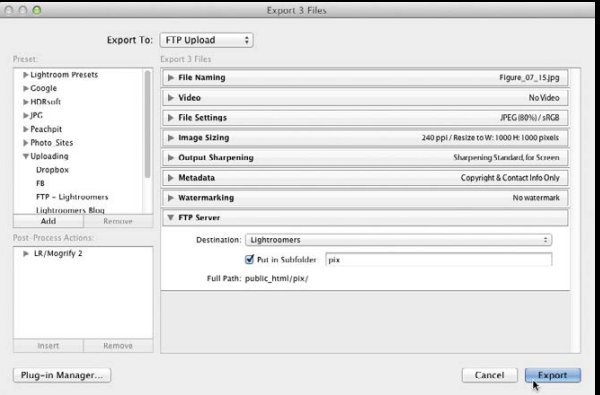 Export 3 Files
Export To: FTP Upload
Preset:
Export 3 Files
Lightroom Presets
Google
HDRsoft
JPG
Peachpit
Photo Sites
Uploading
Dropbox
FB
FTP - Lightroomers
Lightroomers Blog
Add Remove
Post-Process Actions:
LR/Mogrify 2
Insert Remove
File Naming Figure_07_15.jpg
Video No Video
File Settings JPEG (80%) / sRGB
Image Sizing 240 ppi / Resize to W: 1000 H: 1000 pixels
Output Sharpening Sharpening Standard, for Screen
Metadata Copyright & Contact Info Only
Watermarking No watermark
FTP Server
Destination: Lightroomers
Put in Subfolder: pix
Full Path: public_html/pix/
Plug-in Manager... Cancel Export